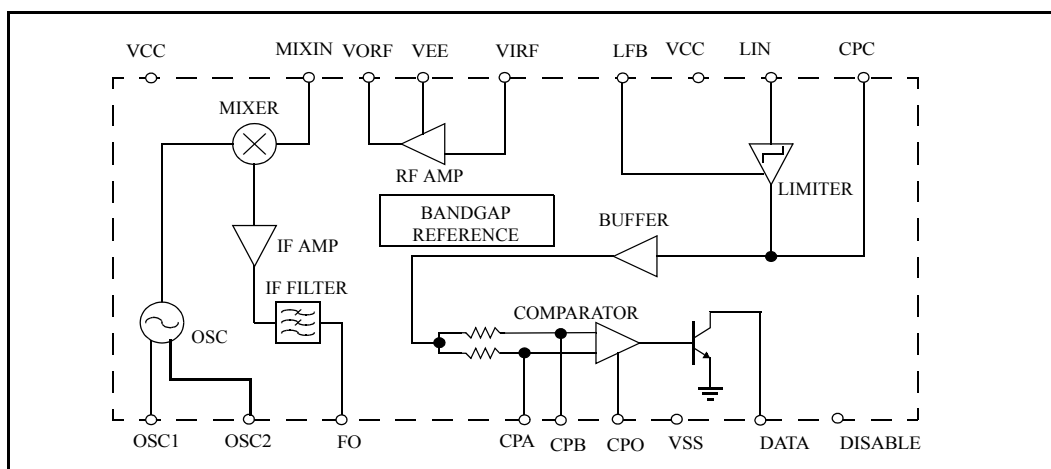 VCC
MIXIN
VORF
VEE
VIRF
LFB
VCC
LIN
CPC
MIXER
RF AMP
LIMITER
BANDGAP
REFERENCE
BUFFER
IF AMP
IF FILTER
COMPARATOR
OSC
OSC1
OSC2
FO
CPA
CPB
CPO
VSS
DATA
DISABLE